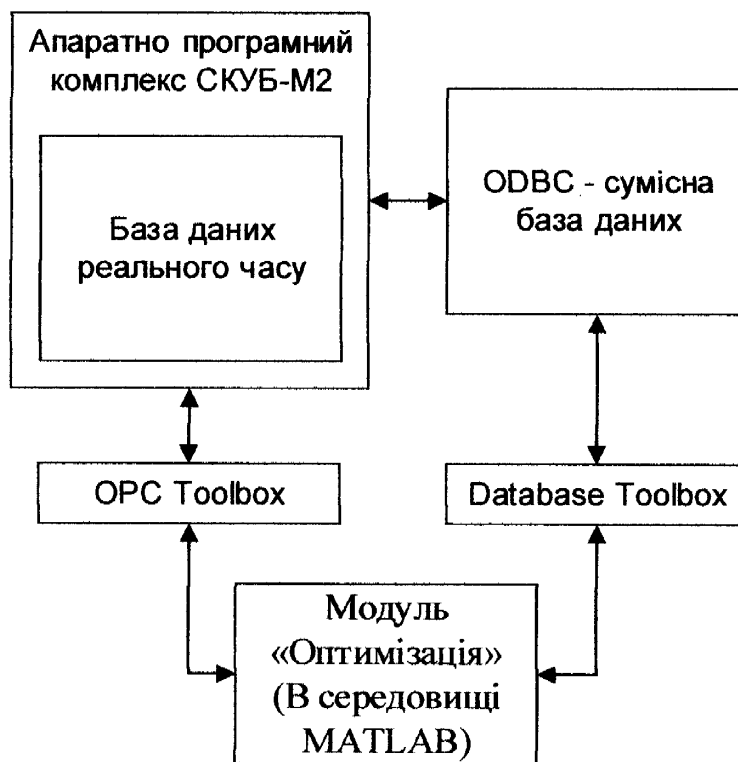 Апаратно програмний
комплекс СКУБ-М2
База даних
реального часу
ODBC - сумісна
база даних
OPC Toolbox
Database Toolbox
Модуль
«Оптимізація»
(В середовищі
MATLAB)